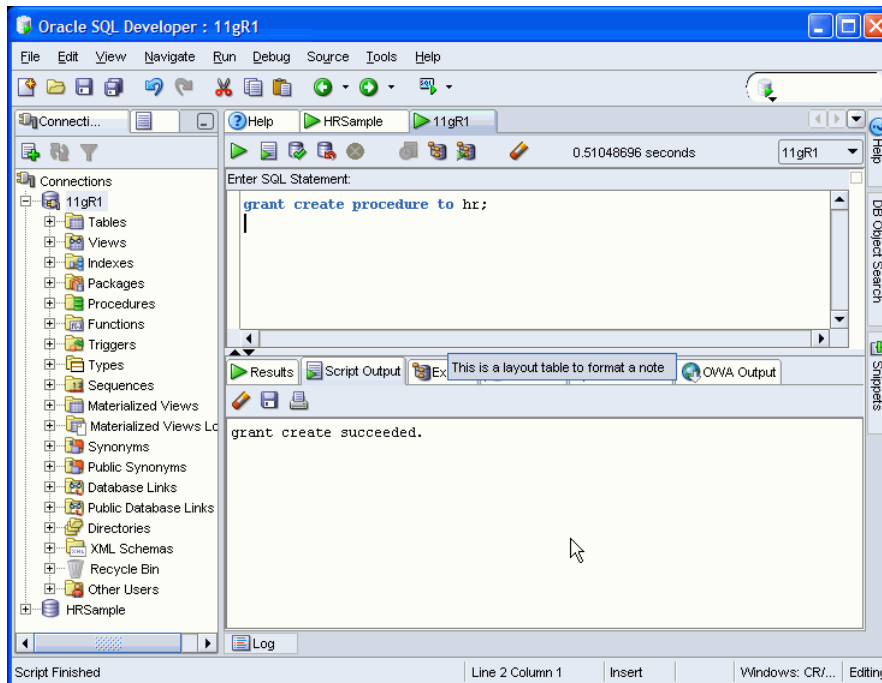 Oracle SQL Developer : 11gR1
File Edit View Navigate Run Debug Source Tools Help
Connecti...
Help HRSample 11gR1
0.51048696 seconds 11gR1
Connections
11gR1
Tables
Views
Indexes
Packages
Procedures
Functions
Triggers
Types
Sequences
Materialized Views
Materialized Views Lo
Synonyms
Public Synonyms
Database Links
Public Database Links
Directories
XML Schemas
Recycle Bin
Other Users
HRSample
Enter SQL Statement:
grant create procedure to hr;
Results Script Output Ex This is a layout table to format a note OWA Output
grant create succeeded.
Log
Help
DB Object Search
Snippets
Script Finished Line 2 Column 1 Insert Windows: CR/... Editing